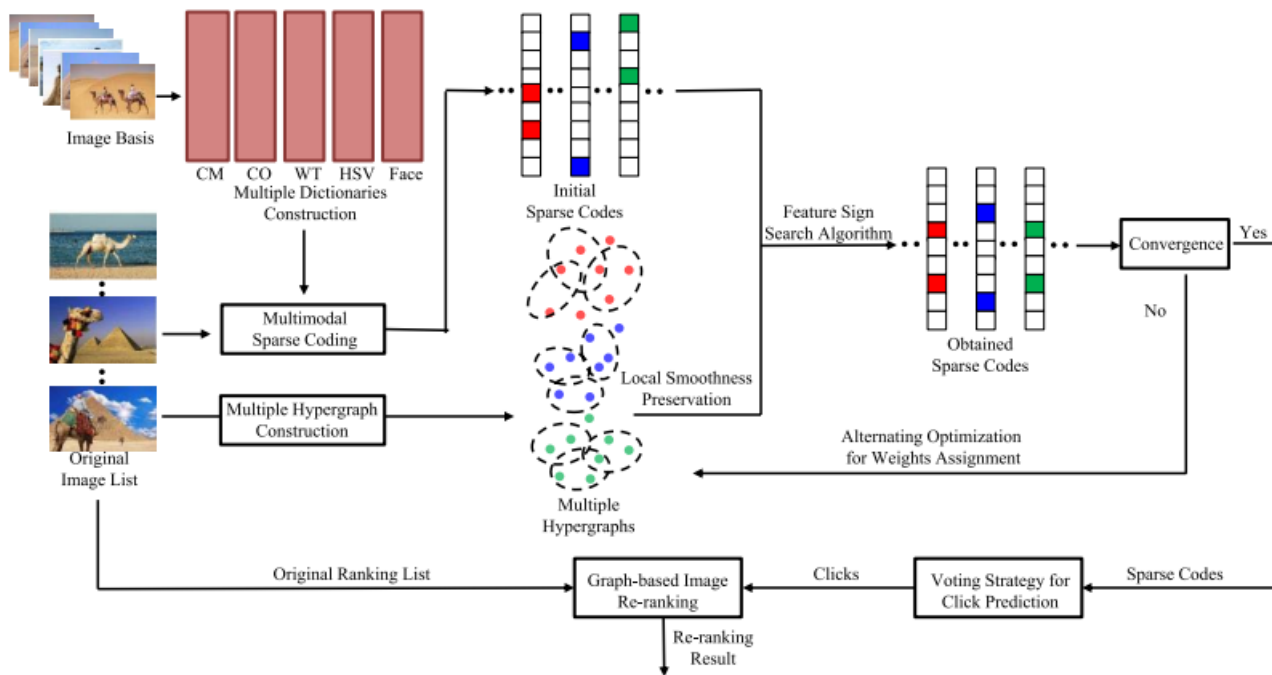 Image Basis
CM CO WT HSV Face
Multiple Dictionaries
Construction
Initial
Sparse Codes
Feature Sign
Search Algorithm
Convergence
Yes
No
Obtained
Sparse Codes
Multimodal
Sparse Coding
Multiple Hypergraph
Construction
Local Smoothness
Preservation
Original
Image List
Multiple
Hypergraphs
Alternating Optimization
for Weights Assignment
Original Ranking List
Graph-based Image
Re-ranking
Clicks
Voting Strategy for
Click Prediction
Sparse Codes
Re-ranking
Result